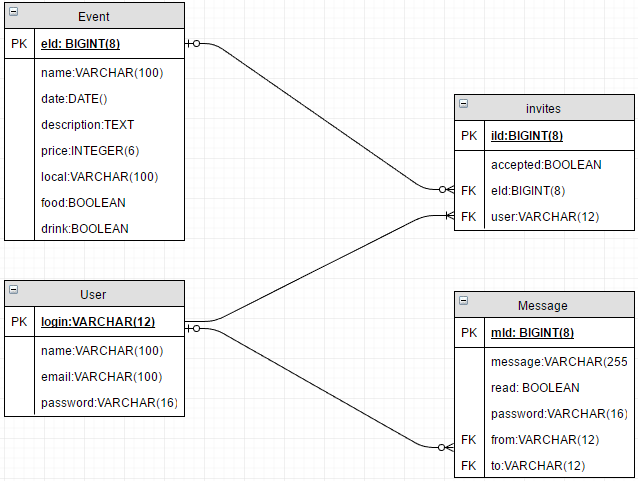 Event
PK eId: BIGINT(8)
name:VARCHAR(100)
date:DATE()
description:TEXT
price:INTEGER(6)
local:VARCHAR(100)
food:BOOLEAN
drink:BOOLEAN
invites
PK iId:BIGINT(8)
accepted:BOOLEAN
FK eId:BIGINT(8)
FK user:VARCHAR(12)
User
PK login:VARCHAR(12)
name:VARCHAR(100)
email:VARCHAR(100)
password:VARCHAR(16)
Message
PK mId: BIGINT(8)
message:VARCHAR(255
read: BOOLEAN
password:VARCHAR(16)
FK from:VARCHAR(12)
FK to:VARCHAR(12)